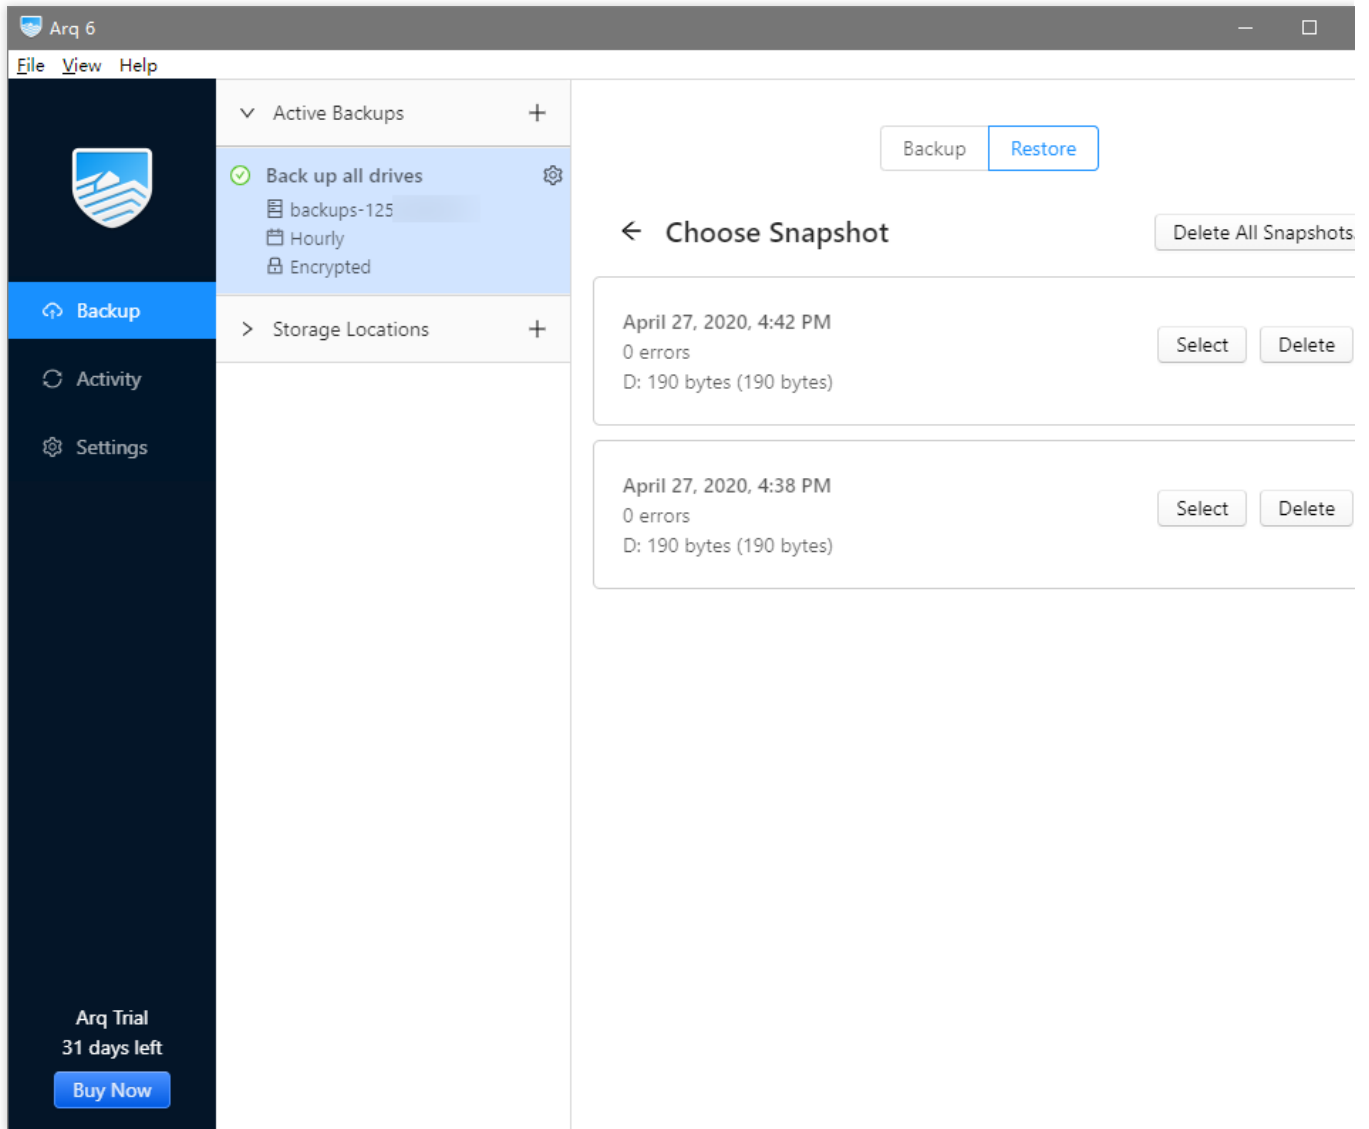 Arq 6
File View Help
Active Backups
Back up all drives
backups-125
Hourly
Encrypted
Storage Locations
Backup
Activity
Settings
Arq Trial
31 days left
Buy Now
Backup Restore
Choose Snapshot
Delete All Snapshots.
April 27, 2020, 4:42 PM
0 errors
D: 190 bytes (190 bytes)
Select Delete
April 27, 2020, 4:38 PM
0 errors
D: 190 bytes (190 bytes)
Select Delete